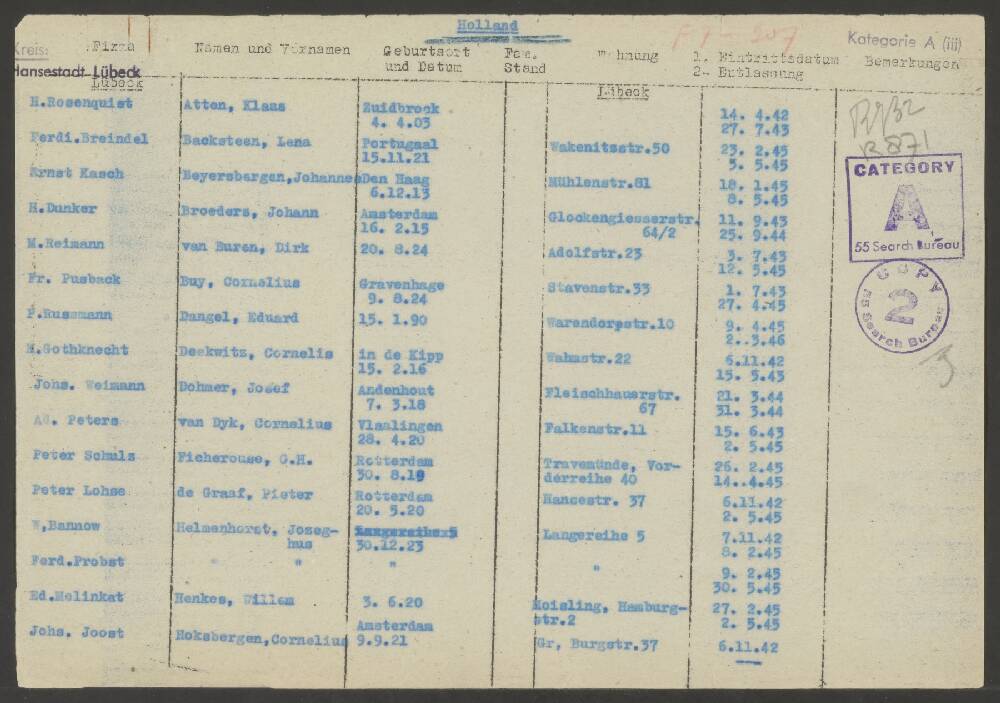 Holland
Kreis:
Hansestadt Lübeck
Lübeck
Firma
Namen und Vornamen
Geburtsort
und Datum
Fam.
Stand
Wohnung
Lübeck
F 1 - 207
1. Eintrittsdatum
2. Entlassung
Kategorie A (iii)
Bemerkungen
H.Rosenquist Atten, Klaas Zuidbroek 14. 4.42
4. 4.03 27. 7.43
Ferdi.Breindel Backsteen, Lena Portugaal Wakenitzstr.50 23. 2.45
15.11.21 5. 5.45
Ernst Kasch Beyersbergen,Johannes Den Haag Mühlenstr.81 18. 1.45
6.12.13 8. 5.45
H.Dunker Broeders, Johann Amsterdam Glockengiesserstr. 11. 9.43
16. 2.15 64/2 25. 9.44
M.Reimann van Buren, Dirk 20. 8.24 Adolfstr.23 3. 7.43
12. 5.45
Fr. Pusback Buy, Cornelius Gravenhage Stavenstr.33 1. 7.43
9. 8.24 27. 4.45
F.Russmann Dangel, Eduard 15. 1.90 Warendorpstr.10 9. 4.45
2..3.46
H.Gothknecht Deekwitz, Cornelis in de Kipp Wahmstr.22 6.11.42
15. 2.16 15. 5.43
Johs. Weimann Dohmer, Josef Andenhout Fleischhauerstr. 21. 3.44
7. 3.18 67 31. 3.44
Ad. Peters van Dyk, Cornelius Vlaalingen Falkenstr.11 15. 6.43
28. 4.20 2. 5.45
Peter Schulz Ficherouse, G.H. Rotterdam Travemünde, Vor- 26. 2.45
30. 8.19 derreihe 40 14..4.45
Peter Lohse de Graaf, Pieter Rotterdam Hansestr. 37 6.11.42
20. 5.20 2. 5.45
W,Bannow Helmenhorst, Joseg- Langereihe 5 7.11.42
hus 30.12.23 8. 2.45
Ferd.Probst " " " " 9. 2.45
30. 5.45
Ed.Melinkat Henkes, Willem 3. 6.20 Moisling, Hamburg- 27. 2.45
str.2 2. 5.45
Johs. Joost Hoksbergen,Cornelius Amsterdam Gr, Burgstr.37 6.11.42
9.9.21
R 871
CATEGORY
A
55 Search Bureau
COPY
2
55 Search Bureau
3